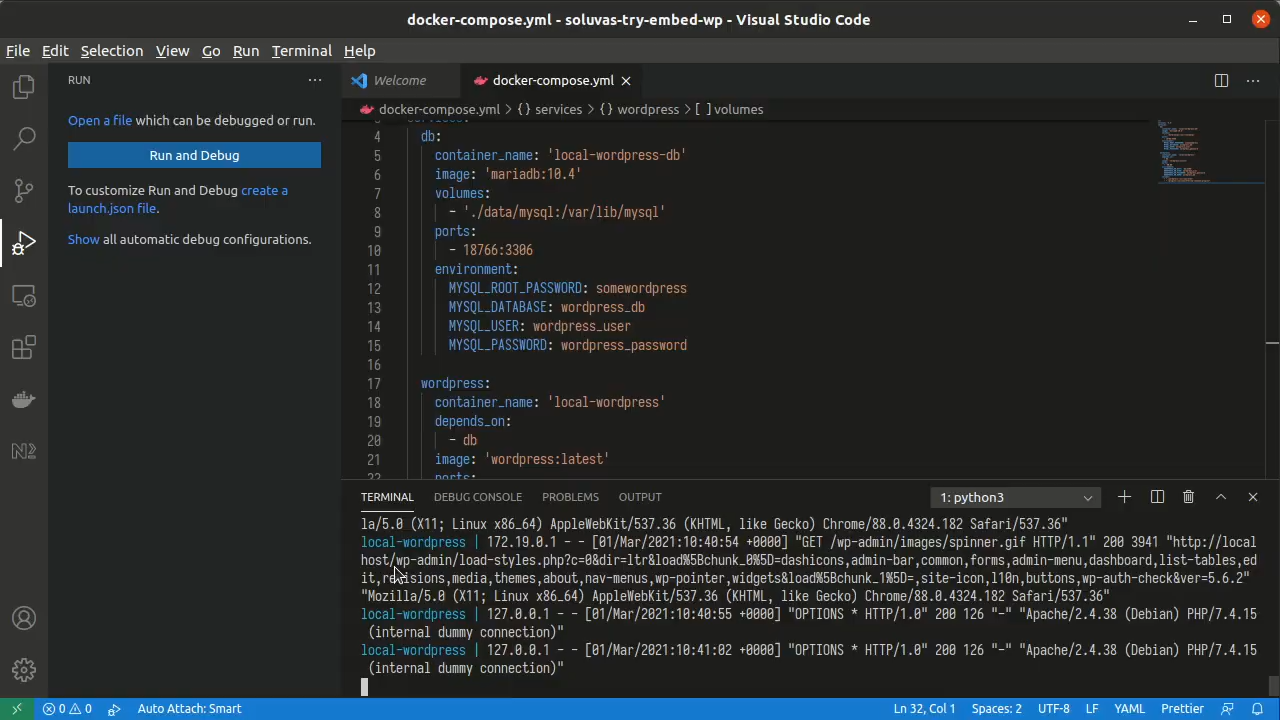 docker-compose.yml - soluvas-try-embed-wp - Visual Studio Code
File Edit Selection View Go Run Terminal Help
RUN
Open a file which can be debugged or run.
Run and Debug
To customize Run and Debug create a
launch.json file.
Show all automatic debug configurations.
Welcome
docker-compose.yml
docker-compose.yml > {} services > {} wordpress > [ ] volumes
4 db:
5 container_name: 'local-wordpress-db'
6 image: 'mariadb:10.4'
7 volumes:
8 - './data/mysql:/var/lib/mysql'
9 ports:
10 - 18766:3306
11 environment:
12 MYSQL_ROOT_PASSWORD: somewordpress
13 MYSQL_DATABASE: wordpress_db
14 MYSQL_USER: wordpress_user
15 MYSQL_PASSWORD: wordpress_password
16
17 wordpress:
18 container_name: 'local-wordpress'
19 depends_on:
20 - db
21 image: 'wordpress:latest'
22 ports:
TERMINAL DEBUG CONSOLE PROBLEMS OUTPUT 1: python3
la/5.0 (X11; Linux x86_64) AppleWebKit/537.36 (KHTML, like Gecko) Chrome/88.0.4324.182 Safari/537.36"
local-wordpress | 172.19.0.1 - - [01/Mar/2021:10:40:54 +0000] "GET /wp-admin/images/spinner.gif HTTP/1.1" 200 3941 "http://local
host/wp-admin/load-styles.php?c=0&dir=ltr&load%5Bchunk_0%5D=dashicons,admin-bar,common,forms,admin-menu,dashboard,list-tables,ed
it,revisions,media,themes,about,nav-menus,wp-pointer,widgets&load%5Bchunk_1%5D=,site-icon,l10n,buttons,wp-auth-check&ver=5.6.2"
"Mozilla/5.0 (X11; Linux x86_64) AppleWebKit/537.36 (KHTML, like Gecko) Chrome/88.0.4324.182 Safari/537.36"
local-wordpress | 127.0.0.1 - - [01/Mar/2021:10:40:55 +0000] "OPTIONS * HTTP/1.0" 200 126 "-" "Apache/2.4.38 (Debian) PHP/7.4.15
(internal dummy connection)"
local-wordpress | 127.0.0.1 - - [01/Mar/2021:10:41:02 +0000] "OPTIONS * HTTP/1.0" 200 126 "-" "Apache/2.4.38 (Debian) PHP/7.4.15
(internal dummy connection)"
0 0 Auto Attach: Smart Ln 32, Col 1 Spaces: 2 UTF-8 LF YAML Prettier